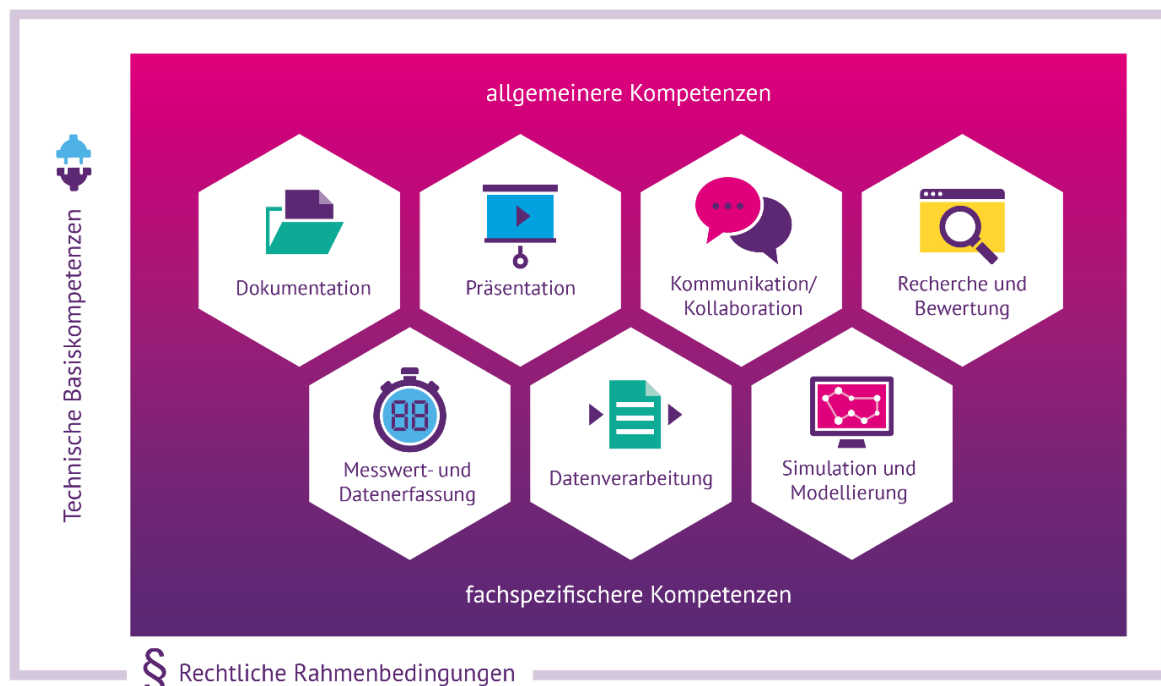 allgemeinere Kompetenzen
Technische Basiskompetenzen
Dokumentation
Präsentation
Kommunikation/
Kollaboration
Recherche und
Bewertung
88
Messwert- und
Datenerfassung
Datenverarbeitung
Simulation und
Modellierung
fachspezifischere Kompetenzen
§ Rechtliche Rahmenbedingungen